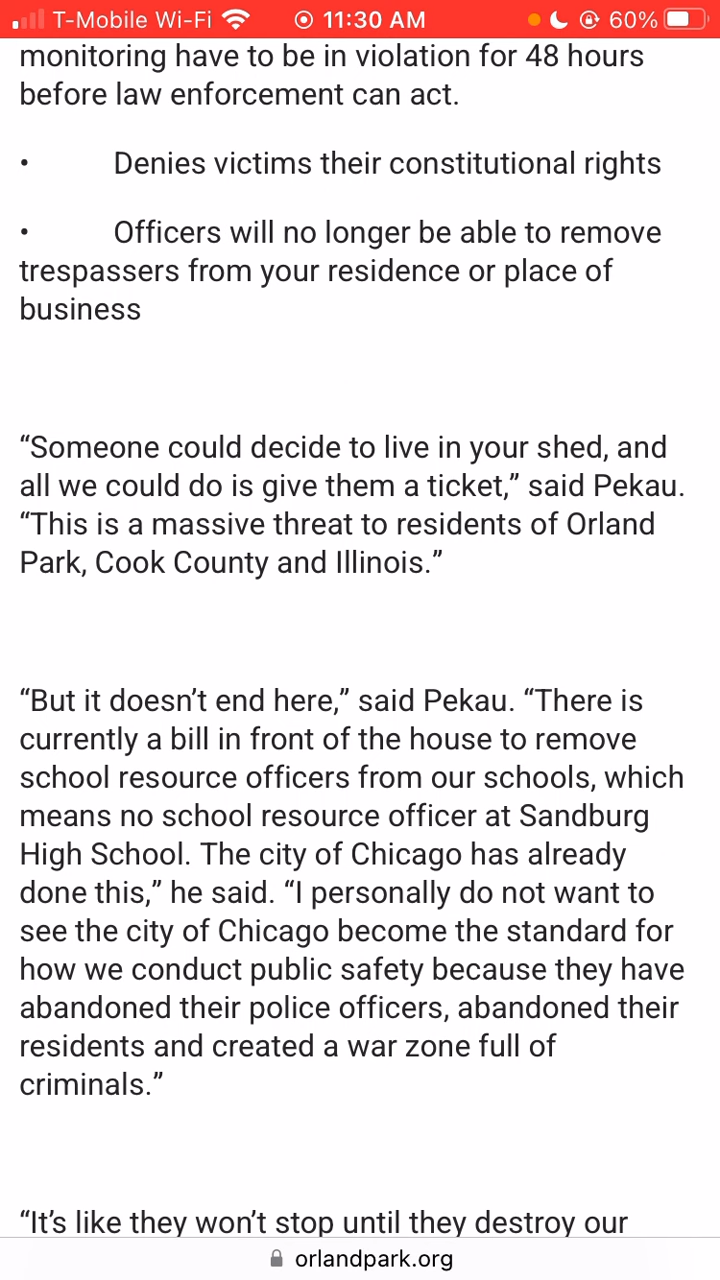 T-Mobile Wi-Fi 11:30 AM 60%
monitoring have to be in violation for 48 hours
before law enforcement can act.
• Denies victims their constitutional rights
• Officers will no longer be able to remove
trespassers from your residence or place of
business
“Someone could decide to live in your shed, and
all we could do is give them a ticket,” said Pekau.
“This is a massive threat to residents of Orland
Park, Cook County and Illinois.”
“But it doesn’t end here,” said Pekau. “There is
currently a bill in front of the house to remove
school resource officers from our schools, which
means no school resource officer at Sandburg
High School. The city of Chicago has already
done this,” he said. “I personally do not want to
see the city of Chicago become the standard for
how we conduct public safety because they have
abandoned their police officers, abandoned their
residents and created a war zone full of
criminals.”
“It’s like they won’t stop until they destroy our
orlandpark.org